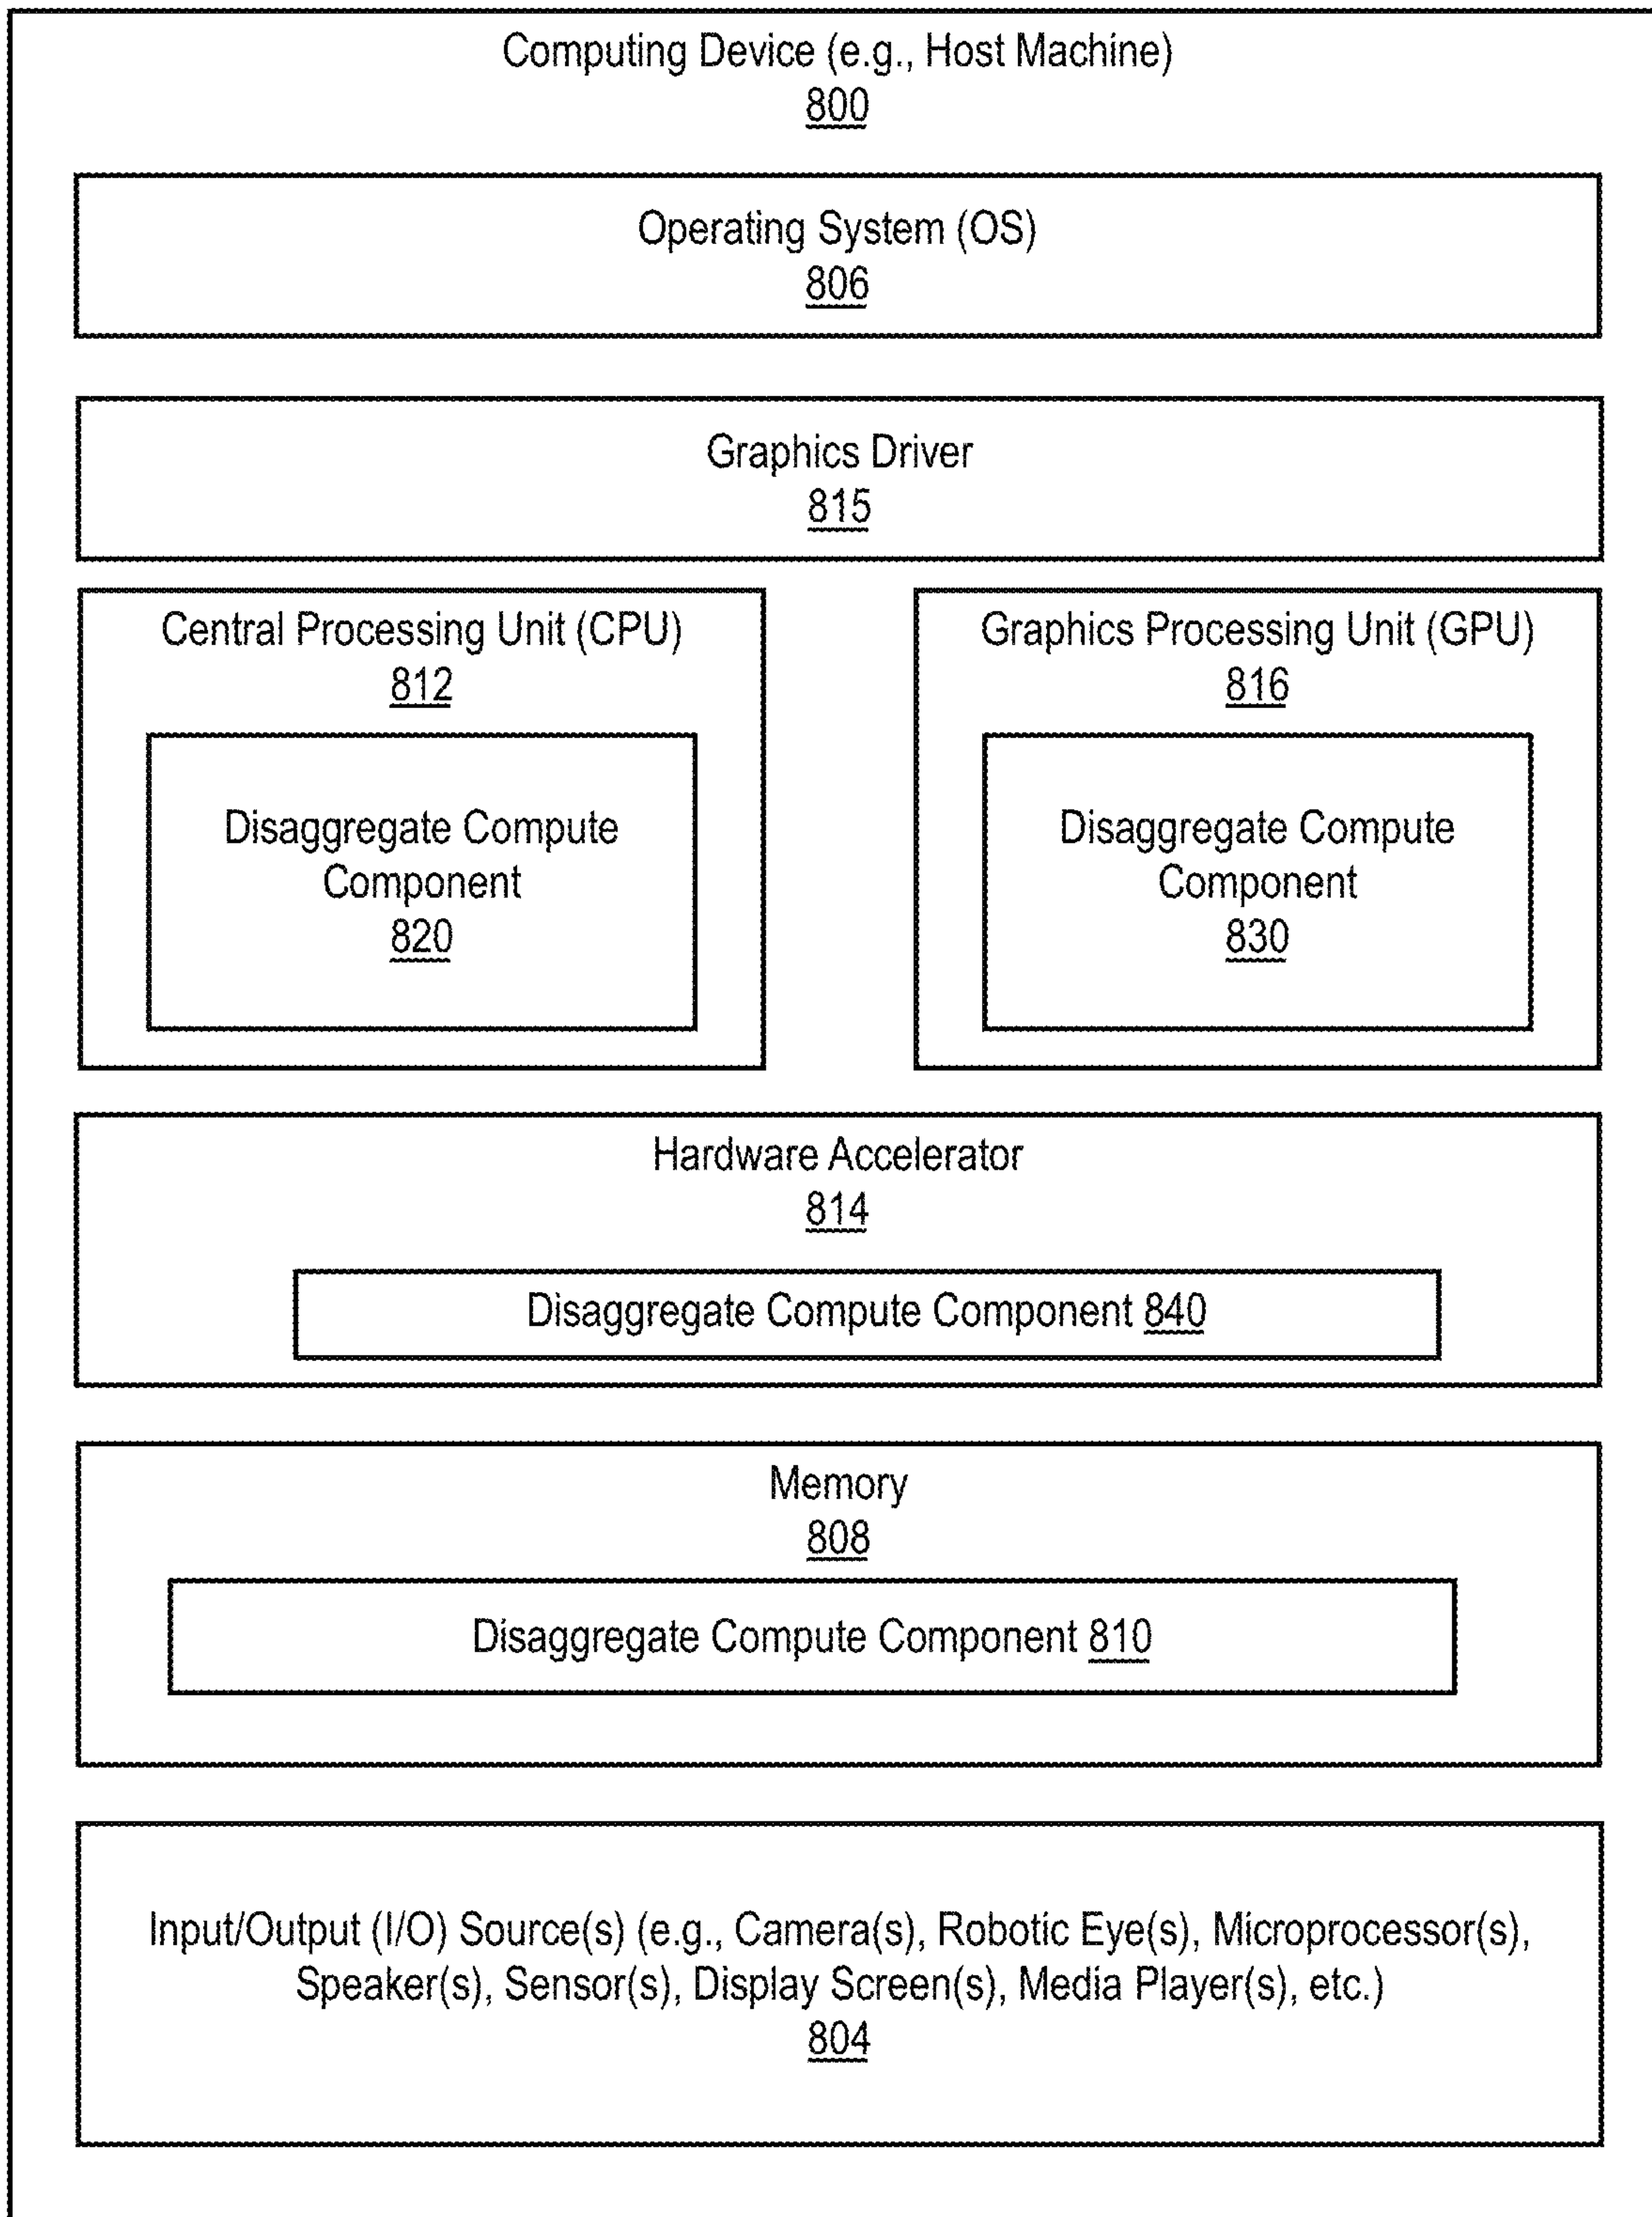 Computing Device (e.g., Host Machine)
800
Operating System (OS)
806
Graphics Driver
815
Central Processing Unit (CPU)
812
Disaggregate Compute
Component
820
Graphics Processing Unit (GPU)
816
Disaggregate Compute
Component
830
Hardware Accelerator
814
Disaggregate Compute Component 840
Memory
808
Disaggregate Compute Component 810
Input/Output (I/O) Source(s) (e.g., Camera(s), Robotic Eye(s), Microprocessor(s),
Speaker(s), Sensor(s), Display Screen(s), Media Player(s), etc.)
804